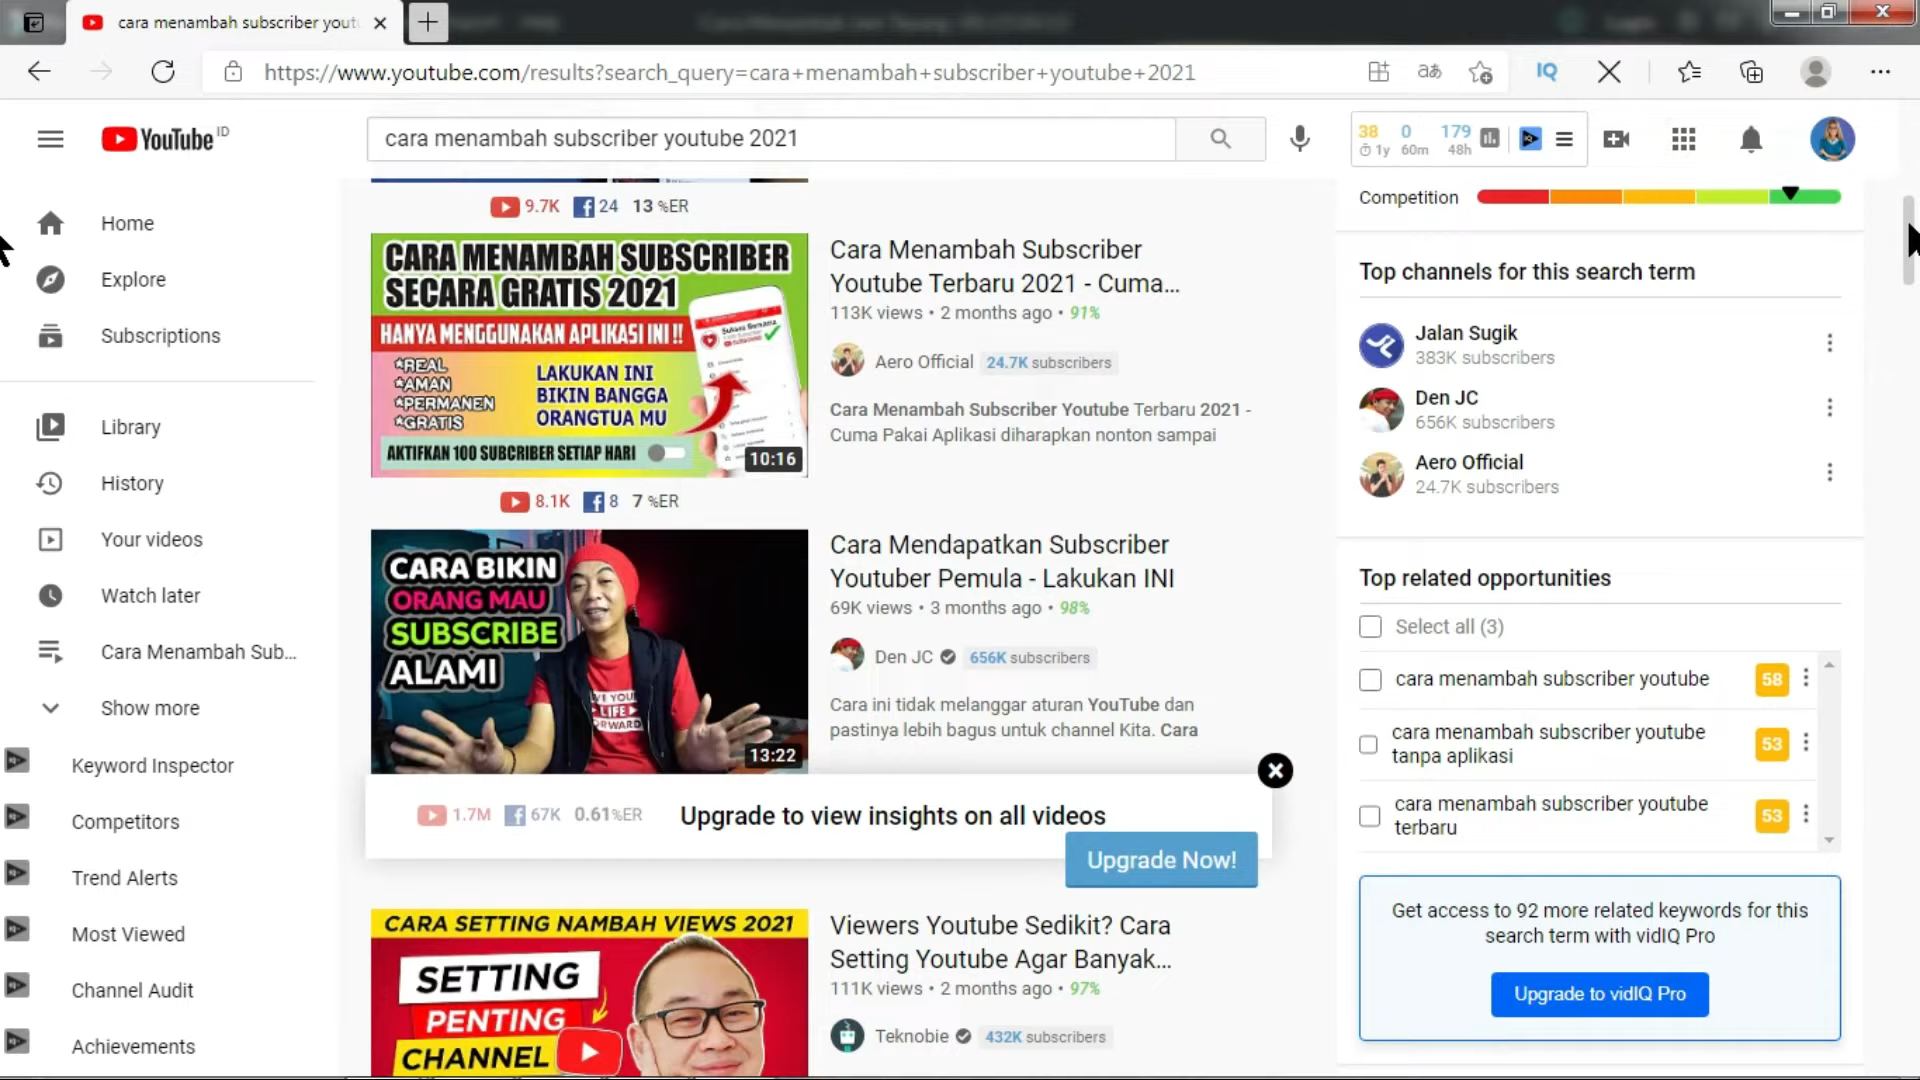 cara menambah subscriber yout
https://www.youtube.com/results?search_query=cara+menambah+subscriber+youtube+2021
aあ
IQ
YouTube ID
cara menambah subscriber youtube 2021
38 0 179
1y 60m 48h
Home
Explore
Subscriptions
Library
History
Your videos
Watch later
Cara Menambah Sub...
Show more
Keyword Inspector
Competitors
Trend Alerts
Most Viewed
Channel Audit
Achievements
9.7K 24 13 %ER
CARA MENAMBAH SUBSCRIBER
SECARA GRATIS 2021
HANYA MENGGUNAKAN APLIKASI INI !!
*REAL
*AMAN
*PERMANEN
*GRATIS
LAKUKAN INI
BIKIN BANGGA
ORANGTUA MU
AKTIFKAN 100 SUBCRIBER SETIAP HARI
10:16
Cara Menambah Subscriber
Youtube Terbaru 2021 - Cuma...
113K views • 2 months ago • 91%
Aero Official 24.7K subscribers
Cara Menambah Subscriber Youtube Terbaru 2021 -
Cuma Pakai Aplikasi diharapkan nonton sampai
8.1K 8 7 %ER
CARA BIKIN
ORANG MAU
SUBSCRIBE
ALAMI
LIFE
13:22
Cara Mendapatkan Subscriber
Youtuber Pemula - Lakukan INI
69K views • 3 months ago • 98%
Den JC 656K subscribers
Cara ini tidak melanggar aturan YouTube dan
pastinya lebih bagus untuk channel Kita. Cara
1.7M 67K 0.61%ER
Upgrade to view insights on all videos
Upgrade Now!
CARA SETTING NAMBAH VIEWS 2021
SETTING
PENTING
CHANNEL
Viewers Youtube Sedikit? Cara
Setting Youtube Agar Banyak...
111K views • 2 months ago • 97%
Teknobie 432K subscribers
Competition
Top channels for this search term
Jalan Sugik
383K subscribers
Den JC
656K subscribers
Aero Official
24.7K subscribers
Top related opportunities
Select all (3)
cara menambah subscriber youtube 58
cara menambah subscriber youtube
tanpa aplikasi 53
cara menambah subscriber youtube
terbaru 53
Get access to 92 more related keywords for this
search term with vidIQ Pro
Upgrade to vidIQ Pro